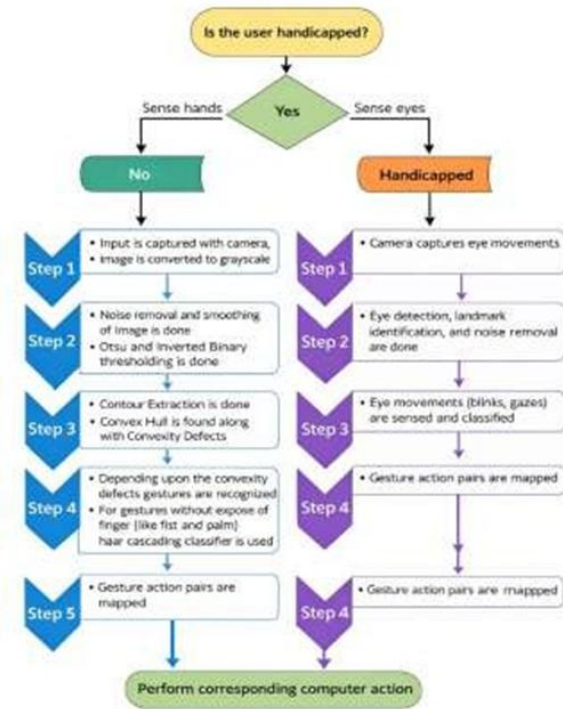 Is the user handicapped?
Sense hands
Yes
Sense eyes
No
Handicapped
Step 1
• Input is captured with camera,
• image is converted to grayscale
Step 2
• Noise removal and smoothing
of Image is done
• Otsu and Inverted Binary
thresholding is done
Step 3
• Contour Extraction is done
• Convex Hull is found along
with Convexity Defects
Step 4
• Depending upon the convexity
defects gestures are recognized
• For gestures without expose of
finger (like fist and palm)
haar cascading classifier is used
Step 5
• Gesture action pairs are
mapped
Step 1
• Camera captures eye movements
Step 2
• Eye detection, landmark
identification, and noise removal
are done
Step 3
• Eye movements (blinks, gazes)
are sensed and classified
Step 4
• Gesture action pairs are mapped
Step 4
• Gesture action pairs are mappped
Perform corresponding computer action